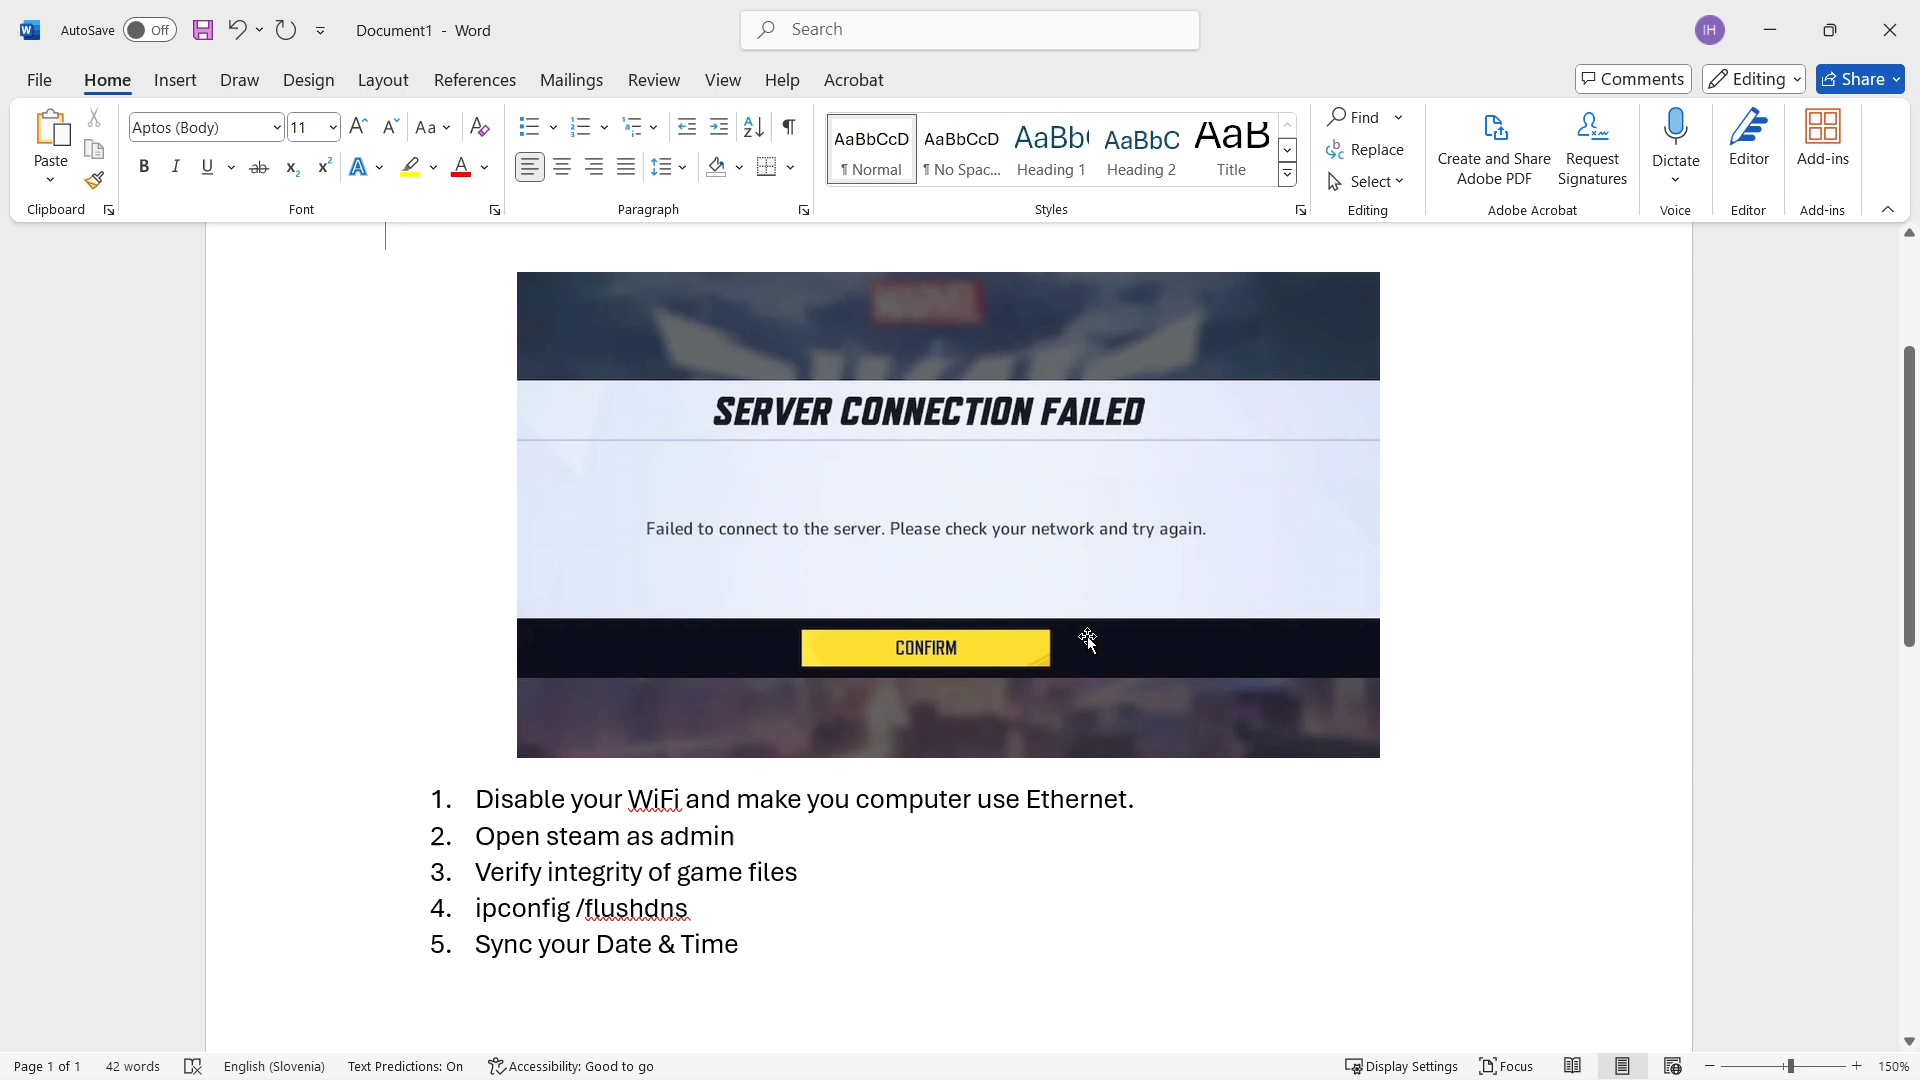 AutoSave Off Document1 - Word Search IH
File Home Insert Draw Design Layout References Mailings Review View Help Acrobat Comments Editing Share
Paste Aptos (Body) 11 Aa AaBbCcD AaBbCcD AaBb( AaBbC AaB Find Create and Share Request Dictate Editor Add-ins
Replace Adobe PDF Signatures
B I U ab x₂ x² A A ¶ Normal ¶ No Spac... Heading 1 Heading 2 Title Select
Clipboard Font Paragraph Styles Editing Adobe Acrobat Voice Editor Add-ins
MARVEL
SERVER CONNECTION FAILED
Failed to connect to the server. Please check your network and try again.
CONFIRM
1. Disable your WiFi and make you computer use Ethernet.
2. Open steam as admin
3. Verify integrity of game files
4. ipconfig /flushdns
5. Sync your Date & Time
Page 1 of 1 42 words English (Slovenia) Text Predictions: On Accessibility: Good to go Display Settings Focus 150%